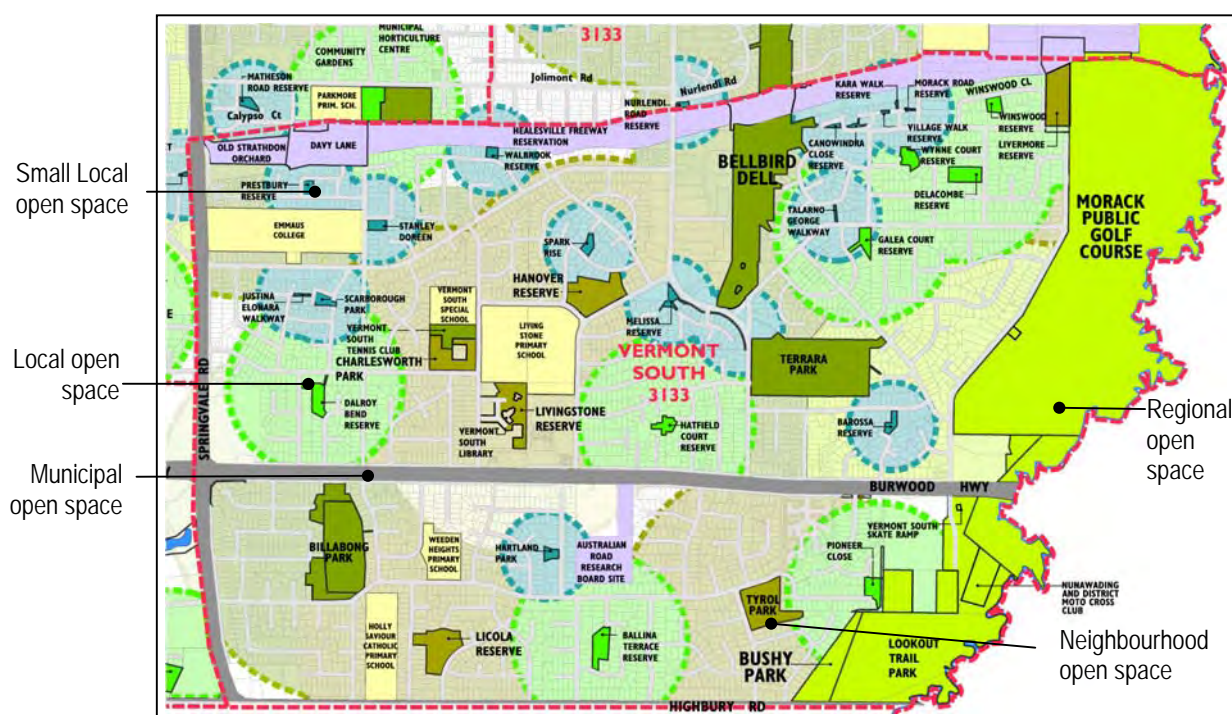 MUNICIPAL
HORTICULTURE
CENTRE
COMMUNITY
GARDENS
3133
Jolimont Rd
Nurlendi Rd
MATHESON
ROAD RESERVE
Calypso Ct
PARKMORE
PRIM. SCH.
NURLENDI
ROAD
RESERVE
KARA WALK
RESERVE
MORACK ROAD
RESERVE
WINSWOOD CL
WINSWOOD
RESERVE
LIVERMORE
RESERVE
OLD STRATHDON
ORCHARD
DAVY LANE
HEALESVILLE FREEWAY
RESERVATION
WALBROOK
RESERVE
CANOWINDRA
CLOSE
RESERVE
VILLAGE WALK
RESERVE
WYNNE COURT
RESERVE
DELACOMBE
RESERVE
BELLBIRD
DELL
Small Local
open space
PRESTBURY
RESERVE
EMMAUS
COLLEGE
STANLEY
DOREEN
SPARK
RISE
TALARNO
GEORGE
WALKWAY
GALEA COURT
RESERVE
MORACK
PUBLIC
GOLF
COURSE
HANOVER
RESERVE
JUSTINA
ELONARA
WALKWAY
SCARBOROUGH
PARK
VERMONT
SOUTH
SPECIAL
SCHOOL
VERMONT
SOUTH
TENNIS CLUB
CHARLESWORTH
PARK
LIVING
STONE
PRIMARY
SCHOOL
MELISSA
RESERVE
VERMONT
SOUTH
3133
TERRARA
PARK
Local open
space
SPRINGVALE RD
DALROY
BEND
RESERVE
LIVINGSTONE
RESERVE
VERMONT
SOUTH
LIBRARY
HATFIELD
COURT
RESERVE
BAROSSA
RESERVE
Regional
open
space
Municipal
open space
BURWOOD HWY
BILLABONG
PARK
WEEDEN
HEIGHTS
PRIMARY
SCHOOL
HARTLAND
PARK
AUSTRALIAN
ROAD
RESEARCH
BOARD SITE
VERMONT SOUTH
SKATE RAMP
PIONEER
CLOSE
NUNAWADING
AND DISTRICT
MOTO CROSS
CLUB
TYROL
PARK
HOLLY
SAVIOUR
CATHOLIC
PRIMARY
SCHOOL
LICOLA
RESERVE
BALLINA
TERRACE
RESERVE
BUSHY
PARK
LOOKOUT
TRAIL
PARK
Neighbourhood
open space
HIGHBURY RD